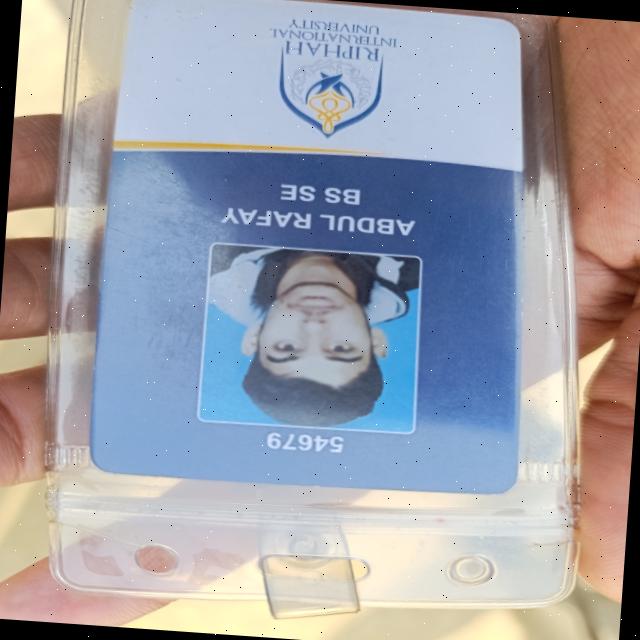 54679
ABDUL RAFAY
BS SE
RIPHAH
INTERNATIONAL
UNIVERSITY